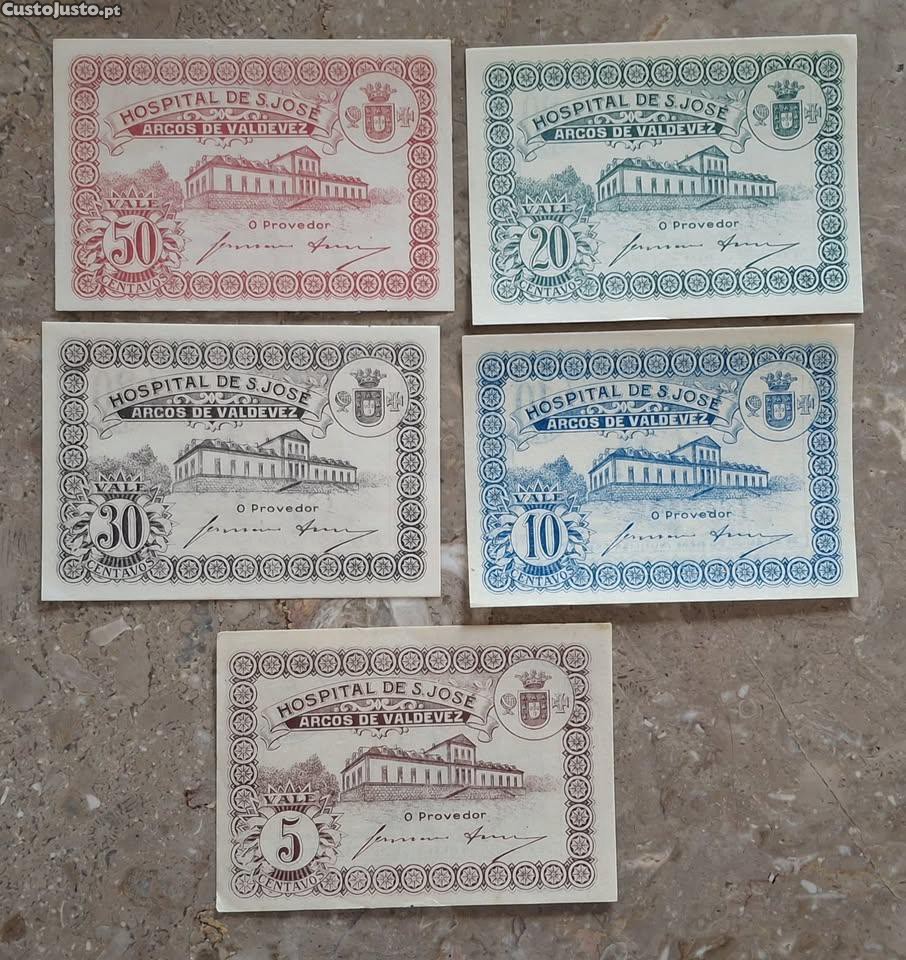 CustoJusto.pt
HOSPITAL DE S. JOSÉ
ARCOS DE VALDEVEZ
O Provedor
VALE
50
CENTAVOS
HOSPITAL DE S. JOSÉ
ARCOS DE VALDEVEZ
O Provedor
VALE
20
CENTAVOS
HOSPITAL DE S. JOSÉ
ARCOS DE VALDEVEZ
O Provedor
VALE
30
CENTAVOS
HOSPITAL DE S. JOSÉ
ARCOS DE VALDEVEZ
O Provedor
VALE
10
CENTAVOS
HOSPITAL DE S. JOSÉ
ARCOS DE VALDEVEZ
O Provedor
VALE
5
CENTAVOS